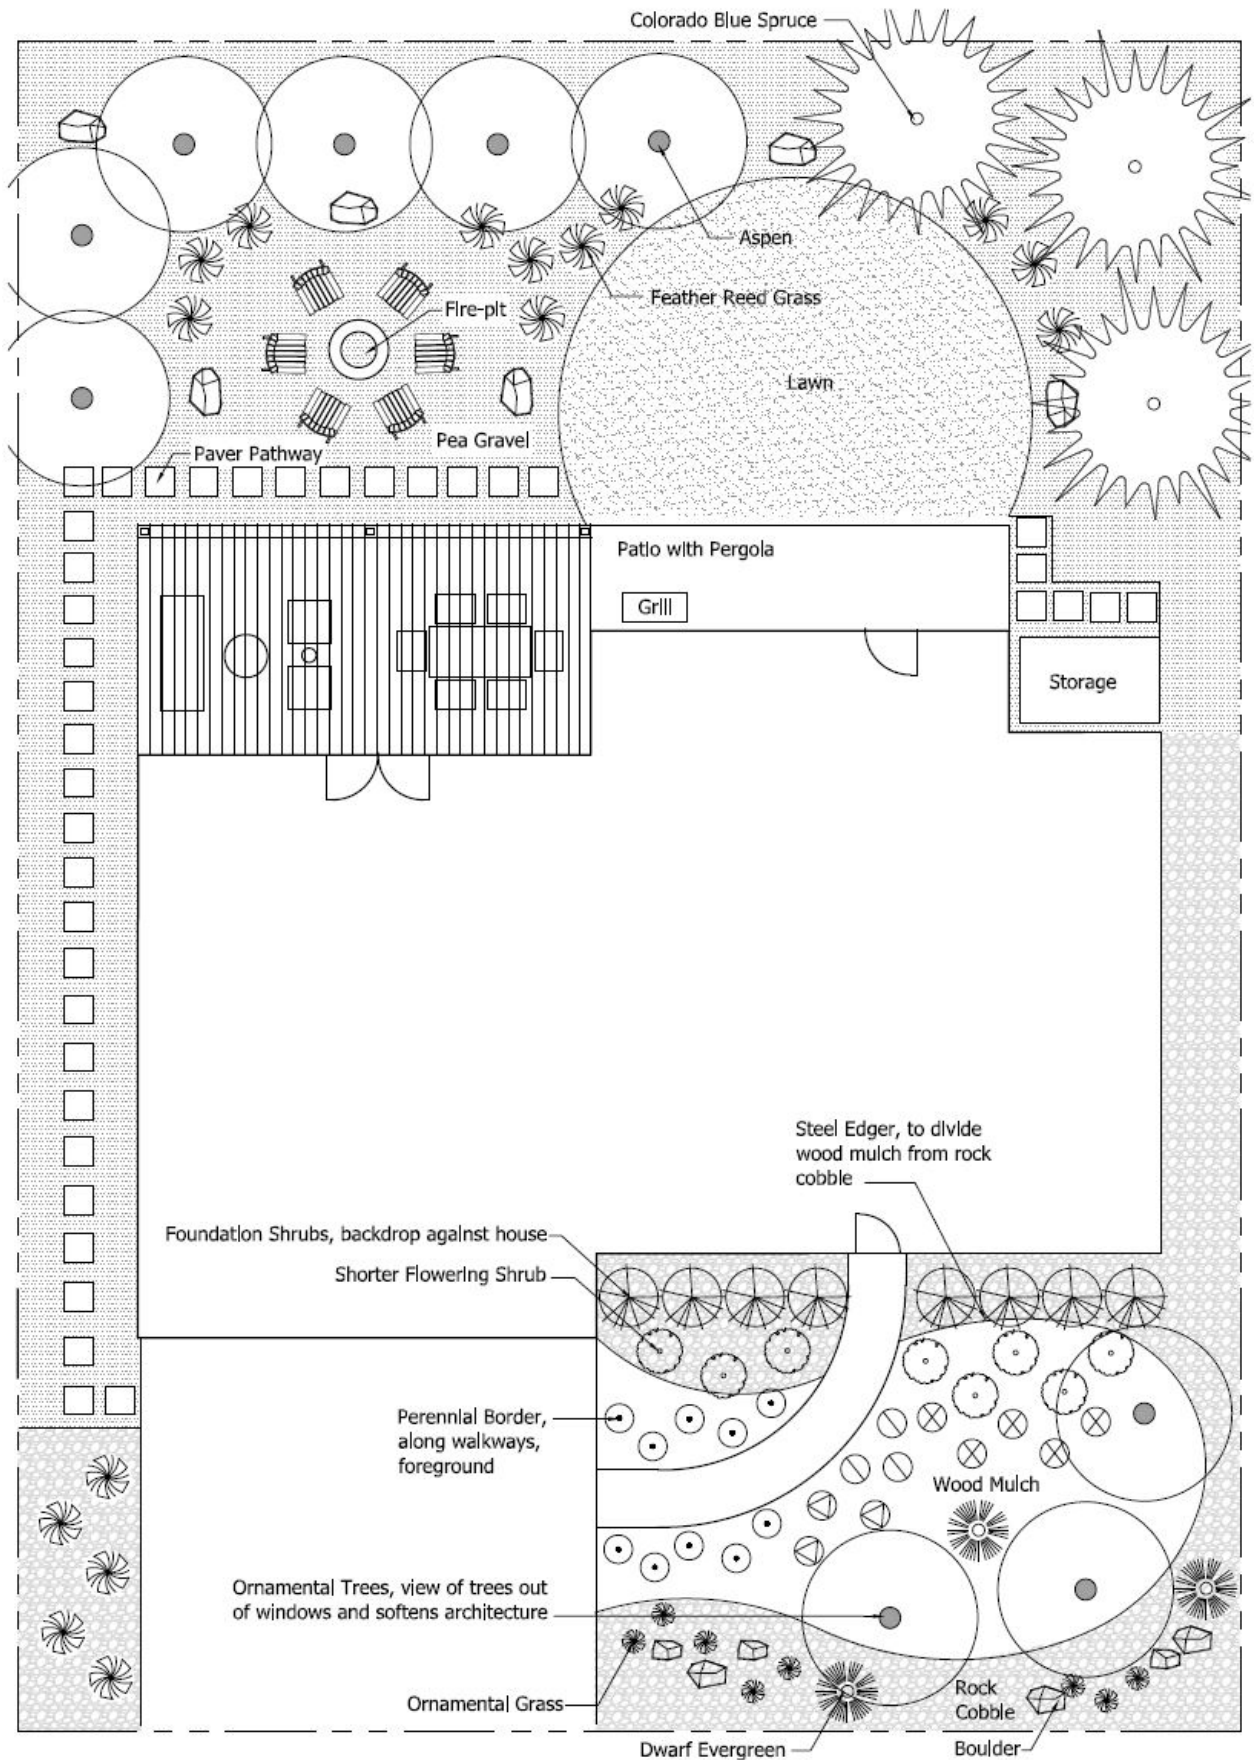 Colorado Blue Spruce
Aspen
Feather Reed Grass
Fire-pit
Lawn
Pea Gravel
Paver Pathway
Patio with Pergola
Grill
Storage
Steel Edger, to divide
wood mulch from rock
cobble
Foundation Shrubs, backdrop against house
Shorter Flowering Shrub
Perennial Border,
along walkways,
foreground
Wood Mulch
Ornamental Trees, view of trees out
of windows and softens architecture
Ornamental Grass
Rock
Cobble
Dwarf Evergreen
Boulder